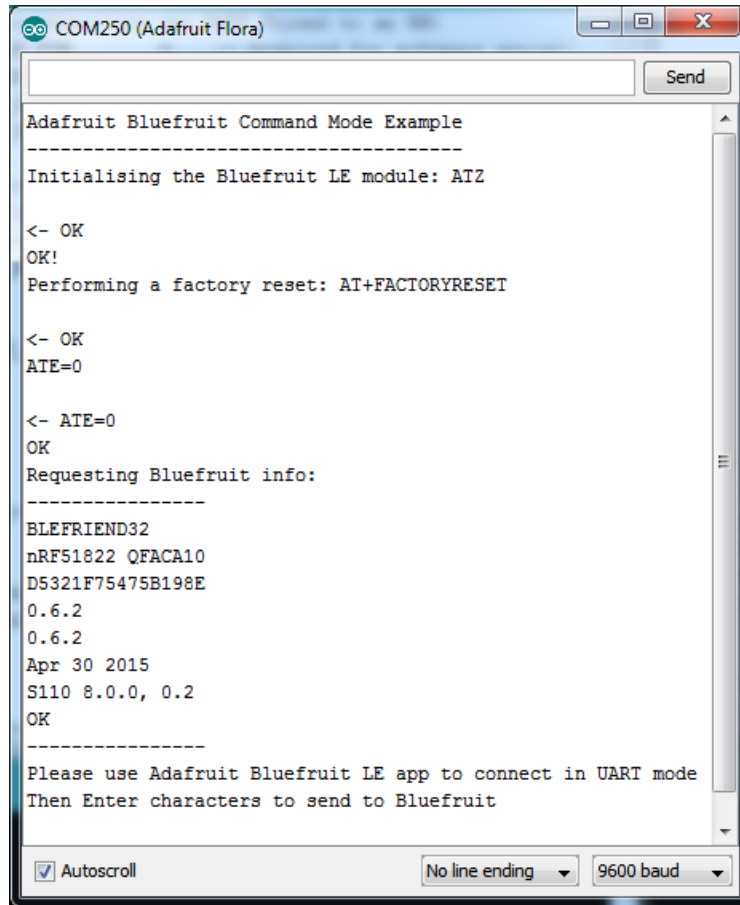 COM250 (Adafruit Flora)
Send
Adafruit Bluefruit Command Mode Example
---------------------------------------
Initialising the Bluefruit LE module: ATZ
<- OK
OK!
Performing a factory reset: AT+FACTORYRESET
<- OK
ATE=0
<- ATE=0
OK
Requesting Bluefruit info:
----------------
BLEFRIEND32
nRF51822 QFACA10
D5321F75475B198E
0.6.2
0.6.2
Apr 30 2015
S110 8.0.0, 0.2
OK
----------------
Please use Adafruit Bluefruit LE app to connect in UART mode
Then Enter characters to send to Bluefruit
Autoscroll
No line ending
9600 baud